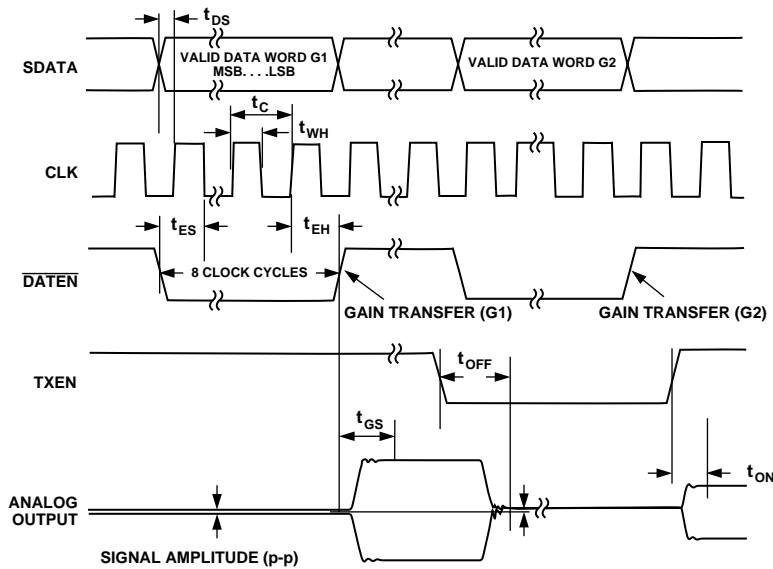 tDS
SDATA
VALID DATA WORD G1
MSB. . . .LSB
VALID DATA WORD G2
tC
tWH
CLK
tES
tEH
DATEN
8 CLOCK CYCLES
GAIN TRANSFER (G1)
GAIN TRANSFER (G2)
TXEN
tOFF
tGS
tON
ANALOG
OUTPUT
SIGNAL AMPLITUDE (p-p)